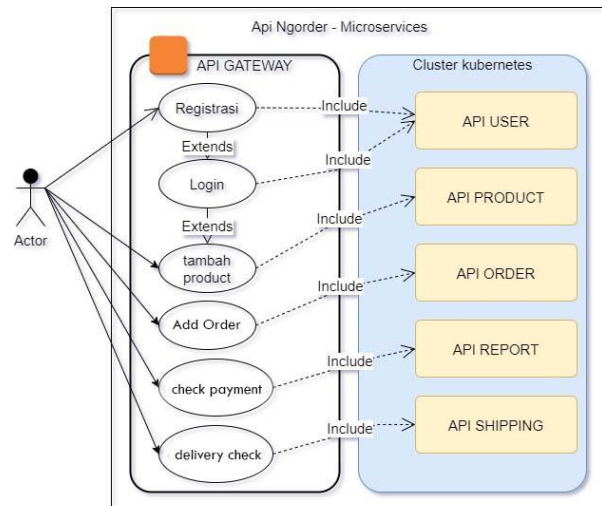 Api Ngorder - Microservices
API GATEWAY
Cluster kubernetes
Registrasi
Include
API USER
Extends
Include
Login
API PRODUCT
Extends
Include
Actor
tambah
product
API ORDER
Include
Add Order
API REPORT
Include
check payment
API SHIPPING
Include
delivery check